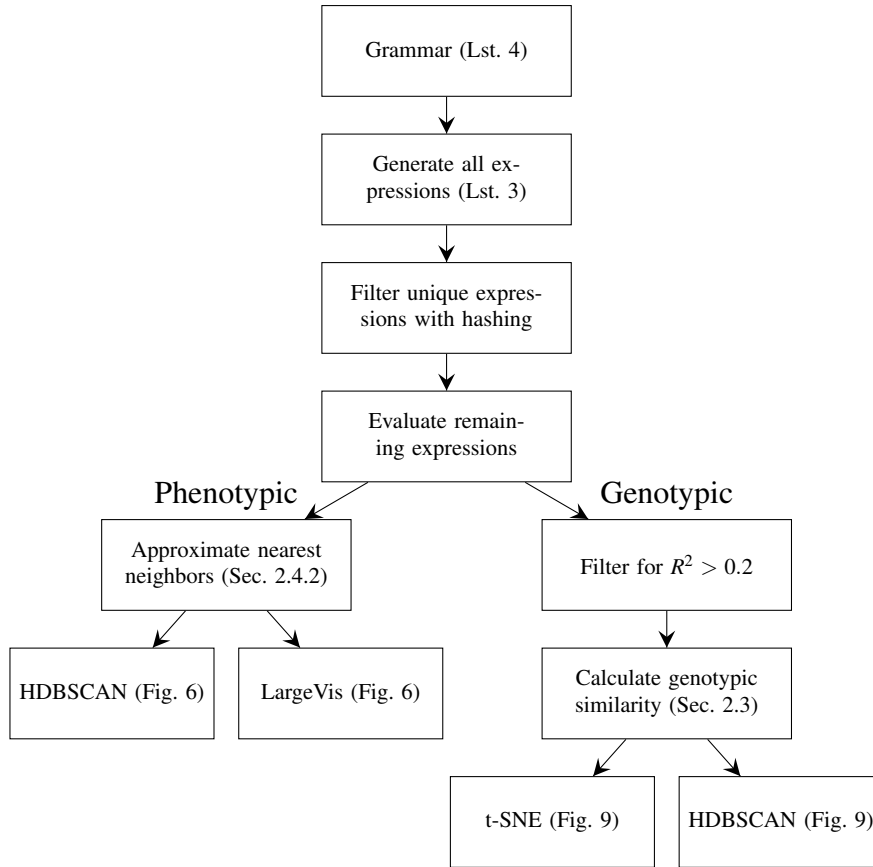 Grammar (Lst. 4)
Generate all ex-
pressions (Lst. 3)
Filter unique expres-
sions with hashing
Evaluate remain-
ing expressions
Phenotypic
Genotypic
Approximate nearest
neighbors (Sec. 2.4.2)
Filter for R² > 0.2
HDBSCAN (Fig. 6)
LargeVis (Fig. 6)
Calculate genotypic
similarity (Sec. 2.3)
t-SNE (Fig. 9)
HDBSCAN (Fig. 9)